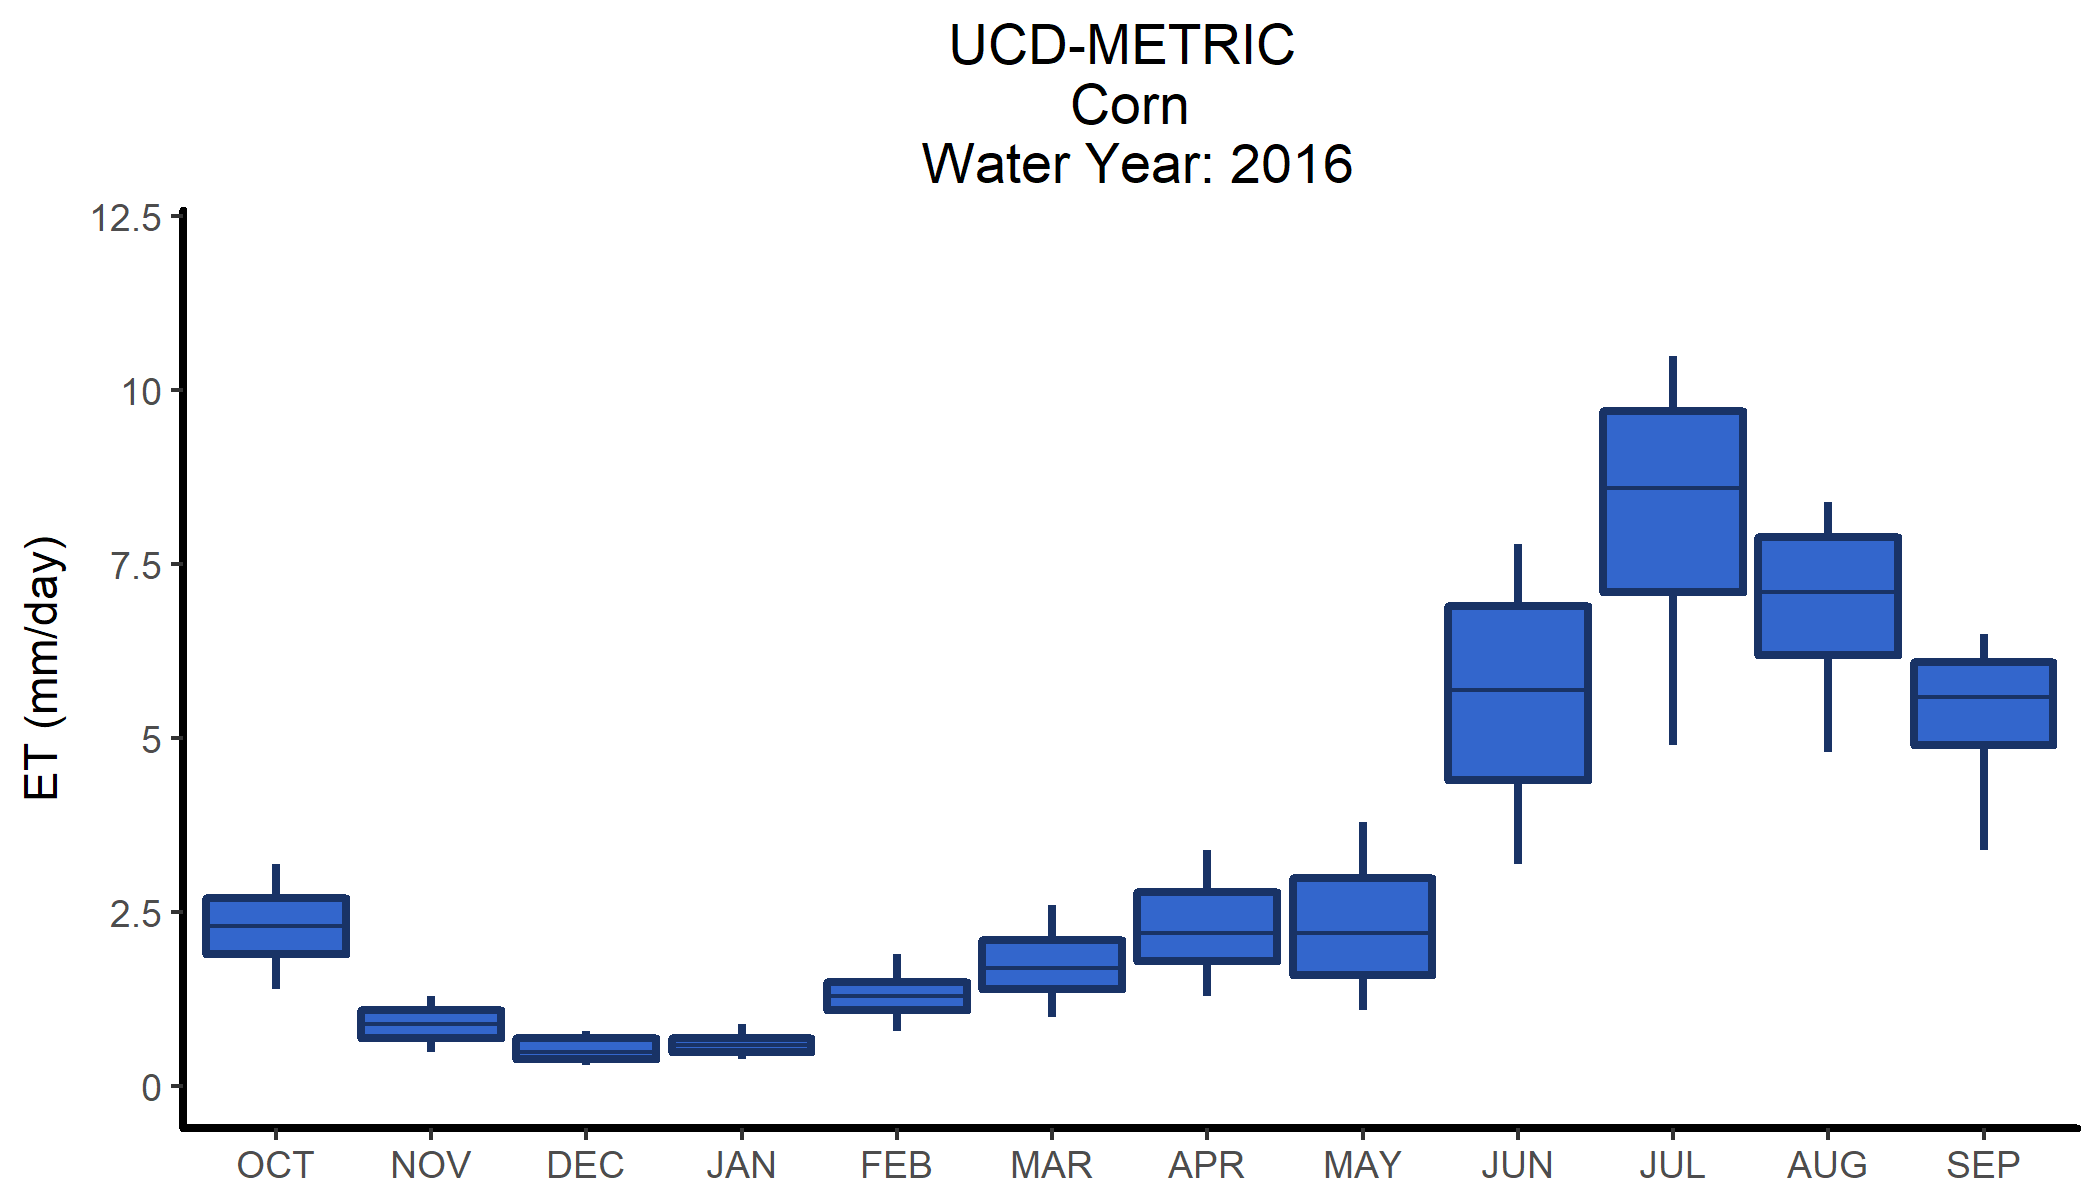 UCD-METRIC
Corn
Water Year: 2016
ET (mm/day)
12.5
10
7.5
5
2.5
0
OCT NOV DEC JAN FEB MAR APR MAY JUN JUL AUG SEP